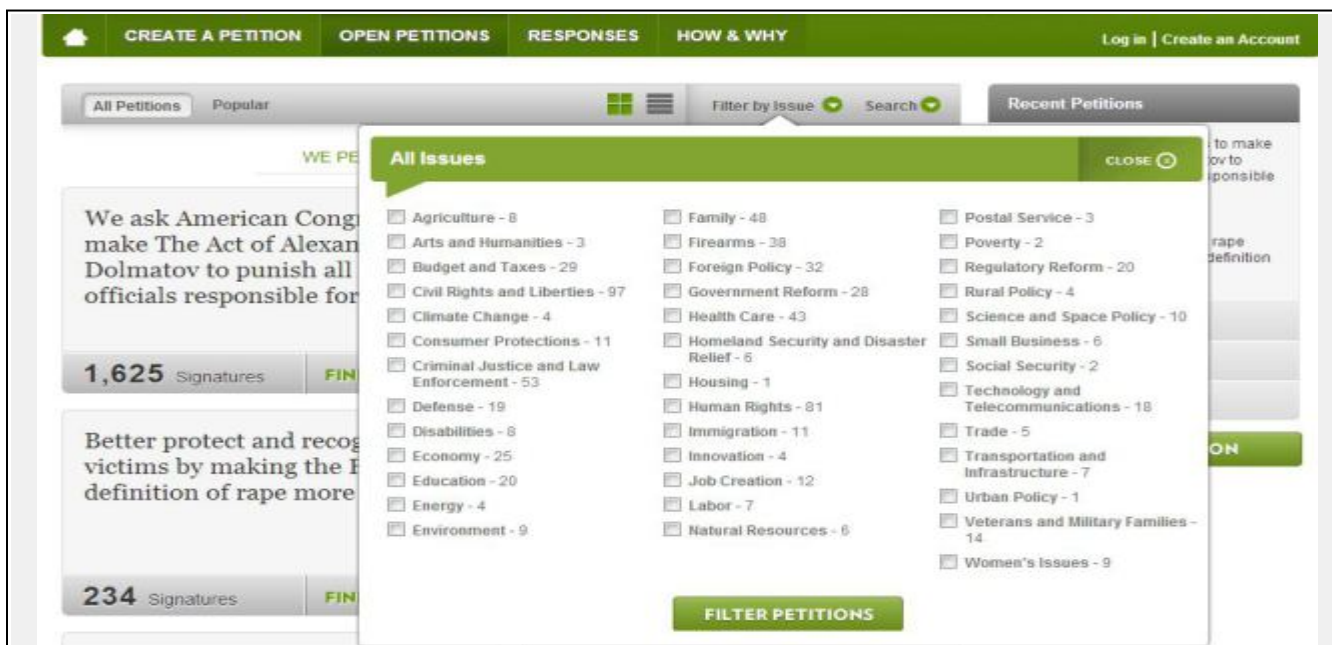 CREATE A PETITION OPEN PETITIONS RESPONSES HOW & WHY Log in | Create an Account
All Petitions Popular Filter by Issue Search Recent Petitions
WE PE
All Issues CLOSE
to make
ov to
sponsible
rape
definition
We ask American Cong
make The Act of Alexan
Dolmatov to punish all
officials responsible for
1,625 Signatures FIN
Better protect and recog
victims by making the F
definition of rape more
234 Signatures FIN
Agriculture - 8
Arts and Humanities - 3
Budget and Taxes - 29
Civil Rights and Liberties - 97
Climate Change - 4
Consumer Protections - 11
Criminal Justice and Law
Enforcement - 53
Defense - 19
Disabilities - 8
Economy - 25
Education - 20
Energy - 4
Environment - 9
Family - 48
Firearms - 38
Foreign Policy - 32
Government Reform - 28
Health Care - 43
Homeland Security and Disaster
Relief - 6
Housing - 1
Human Rights - 81
Immigration - 11
Innovation - 4
Job Creation - 12
Labor - 7
Natural Resources - 6
Postal Service - 3
Poverty - 2
Regulatory Reform - 20
Rural Policy - 4
Science and Space Policy - 10
Small Business - 6
Social Security - 2
Technology and
Telecommunications - 18
Trade - 5
Transportation and
Infrastructure - 7
Urban Policy - 1
Veterans and Military Families -
14
Women's Issues - 9
ON
FILTER PETITIONS